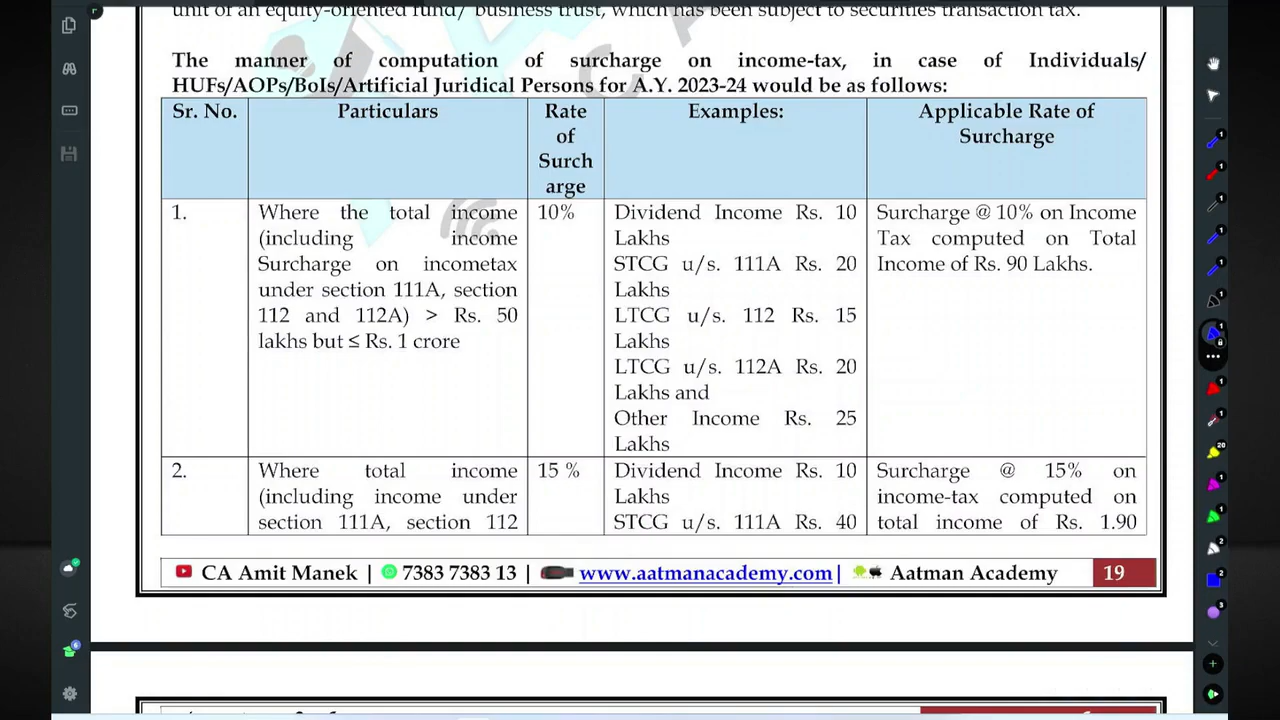 unit of an equity-oriented fund/ business trust, which has been subject to securities transaction tax.
The manner of computation of surcharge on income-tax, in case of Individuals/
HUFs/AOPs/BoIs/Artificial Juridical Persons for A.Y. 2023-24 would be as follows:
Sr. No.
Particulars
Rate
of
Surch
arge
Examples:
Applicable Rate of
Surcharge
1.
Where the total income
(including income
Surcharge on incometax
under section 111A, section
112 and 112A) > Rs. 50
lakhs but ≤ Rs. 1 crore
10%
Dividend Income Rs. 10
Lakhs
STCG u/s. 111A Rs. 20
Lakhs
LTCG u/s. 112 Rs. 15
Lakhs
LTCG u/s. 112A Rs. 20
Lakhs and
Other Income Rs. 25
Lakhs
Surcharge @ 10% on Income
Tax computed on Total
Income of Rs. 90 Lakhs.
2.
Where total income
(including income under
section 111A, section 112
15 %
Dividend Income Rs. 10
Lakhs
STCG u/s. 111A Rs. 40
Surcharge @ 15% on
income-tax computed on
total income of Rs. 1.90
CA Amit Manek | 7383 7383 13 | www.aatmanacademy.com| Aatman Academy 19